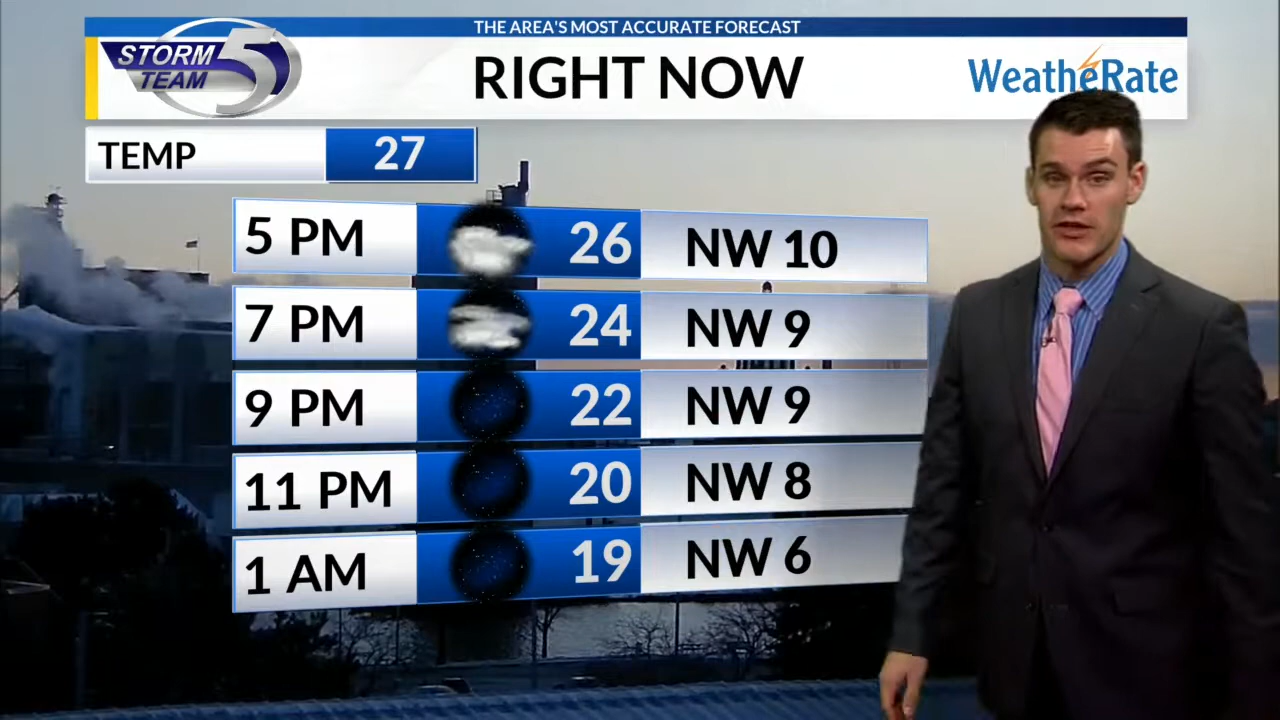 THE AREA'S MOST ACCURATE FORECAST
STORM TEAM 5
RIGHT NOW
WeatheRate
TEMP 27
5 PM 26 NW 10
7 PM 24 NW 9
9 PM 22 NW 9
11 PM 20 NW 8
1 AM 19 NW 6